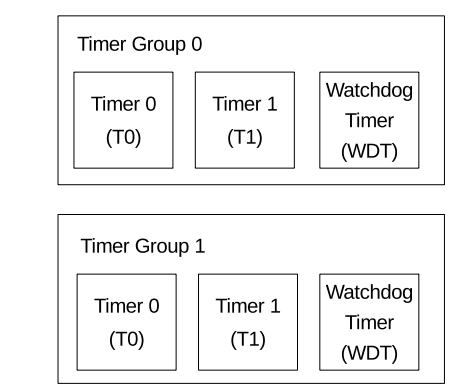 Timer Group 0
Timer 0
(T0)
Timer 1
(T1)
Watchdog
Timer
(WDT)
Timer Group 1
Timer 0
(T0)
Timer 1
(T1)
Watchdog
Timer
(WDT)